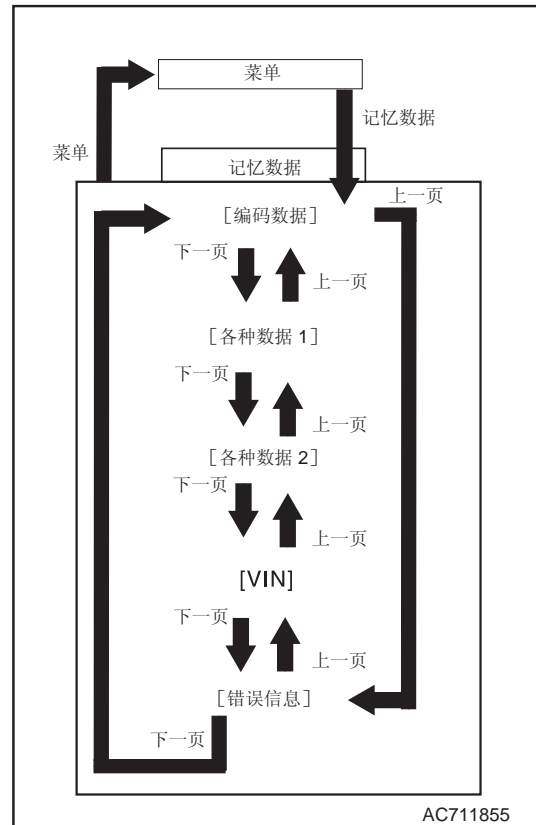 菜单
记忆数据
菜单
记忆数据
上一页
［编码数据］
下一页
上一页
［各种数据 1］
下一页
上一页
［各种数据 2］
下一页
上一页
[VIN]
下一页
上一页
［错误信息］
下一页
AC711855